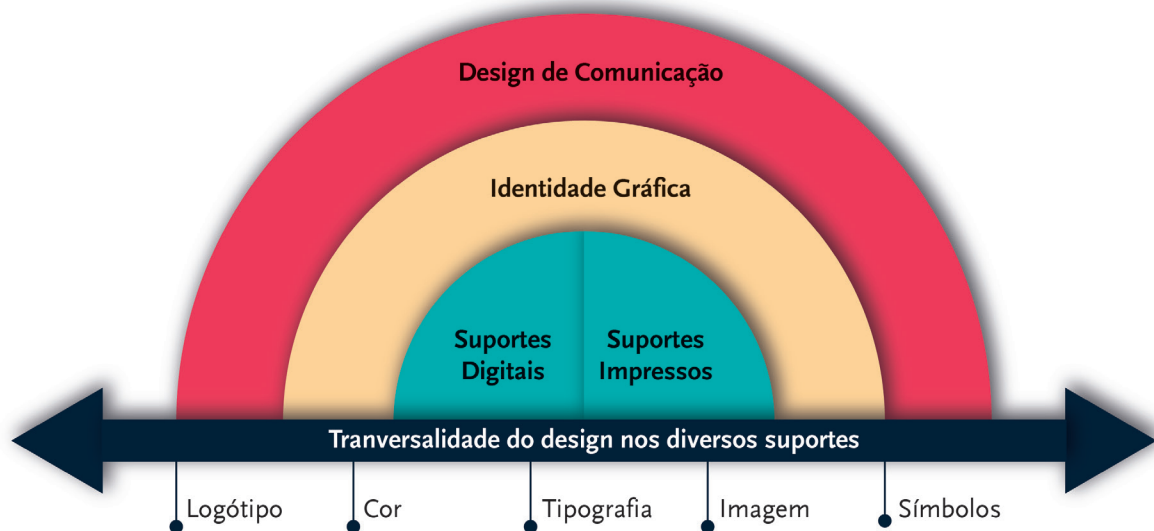 Design de Comunicação
Identidade Gráfica
Suportes
Digitais
Suportes
Impressos
Tranversalidade do design nos diversos suportes
Logótipo
Cor
Tipografia
Imagem
Símbolos